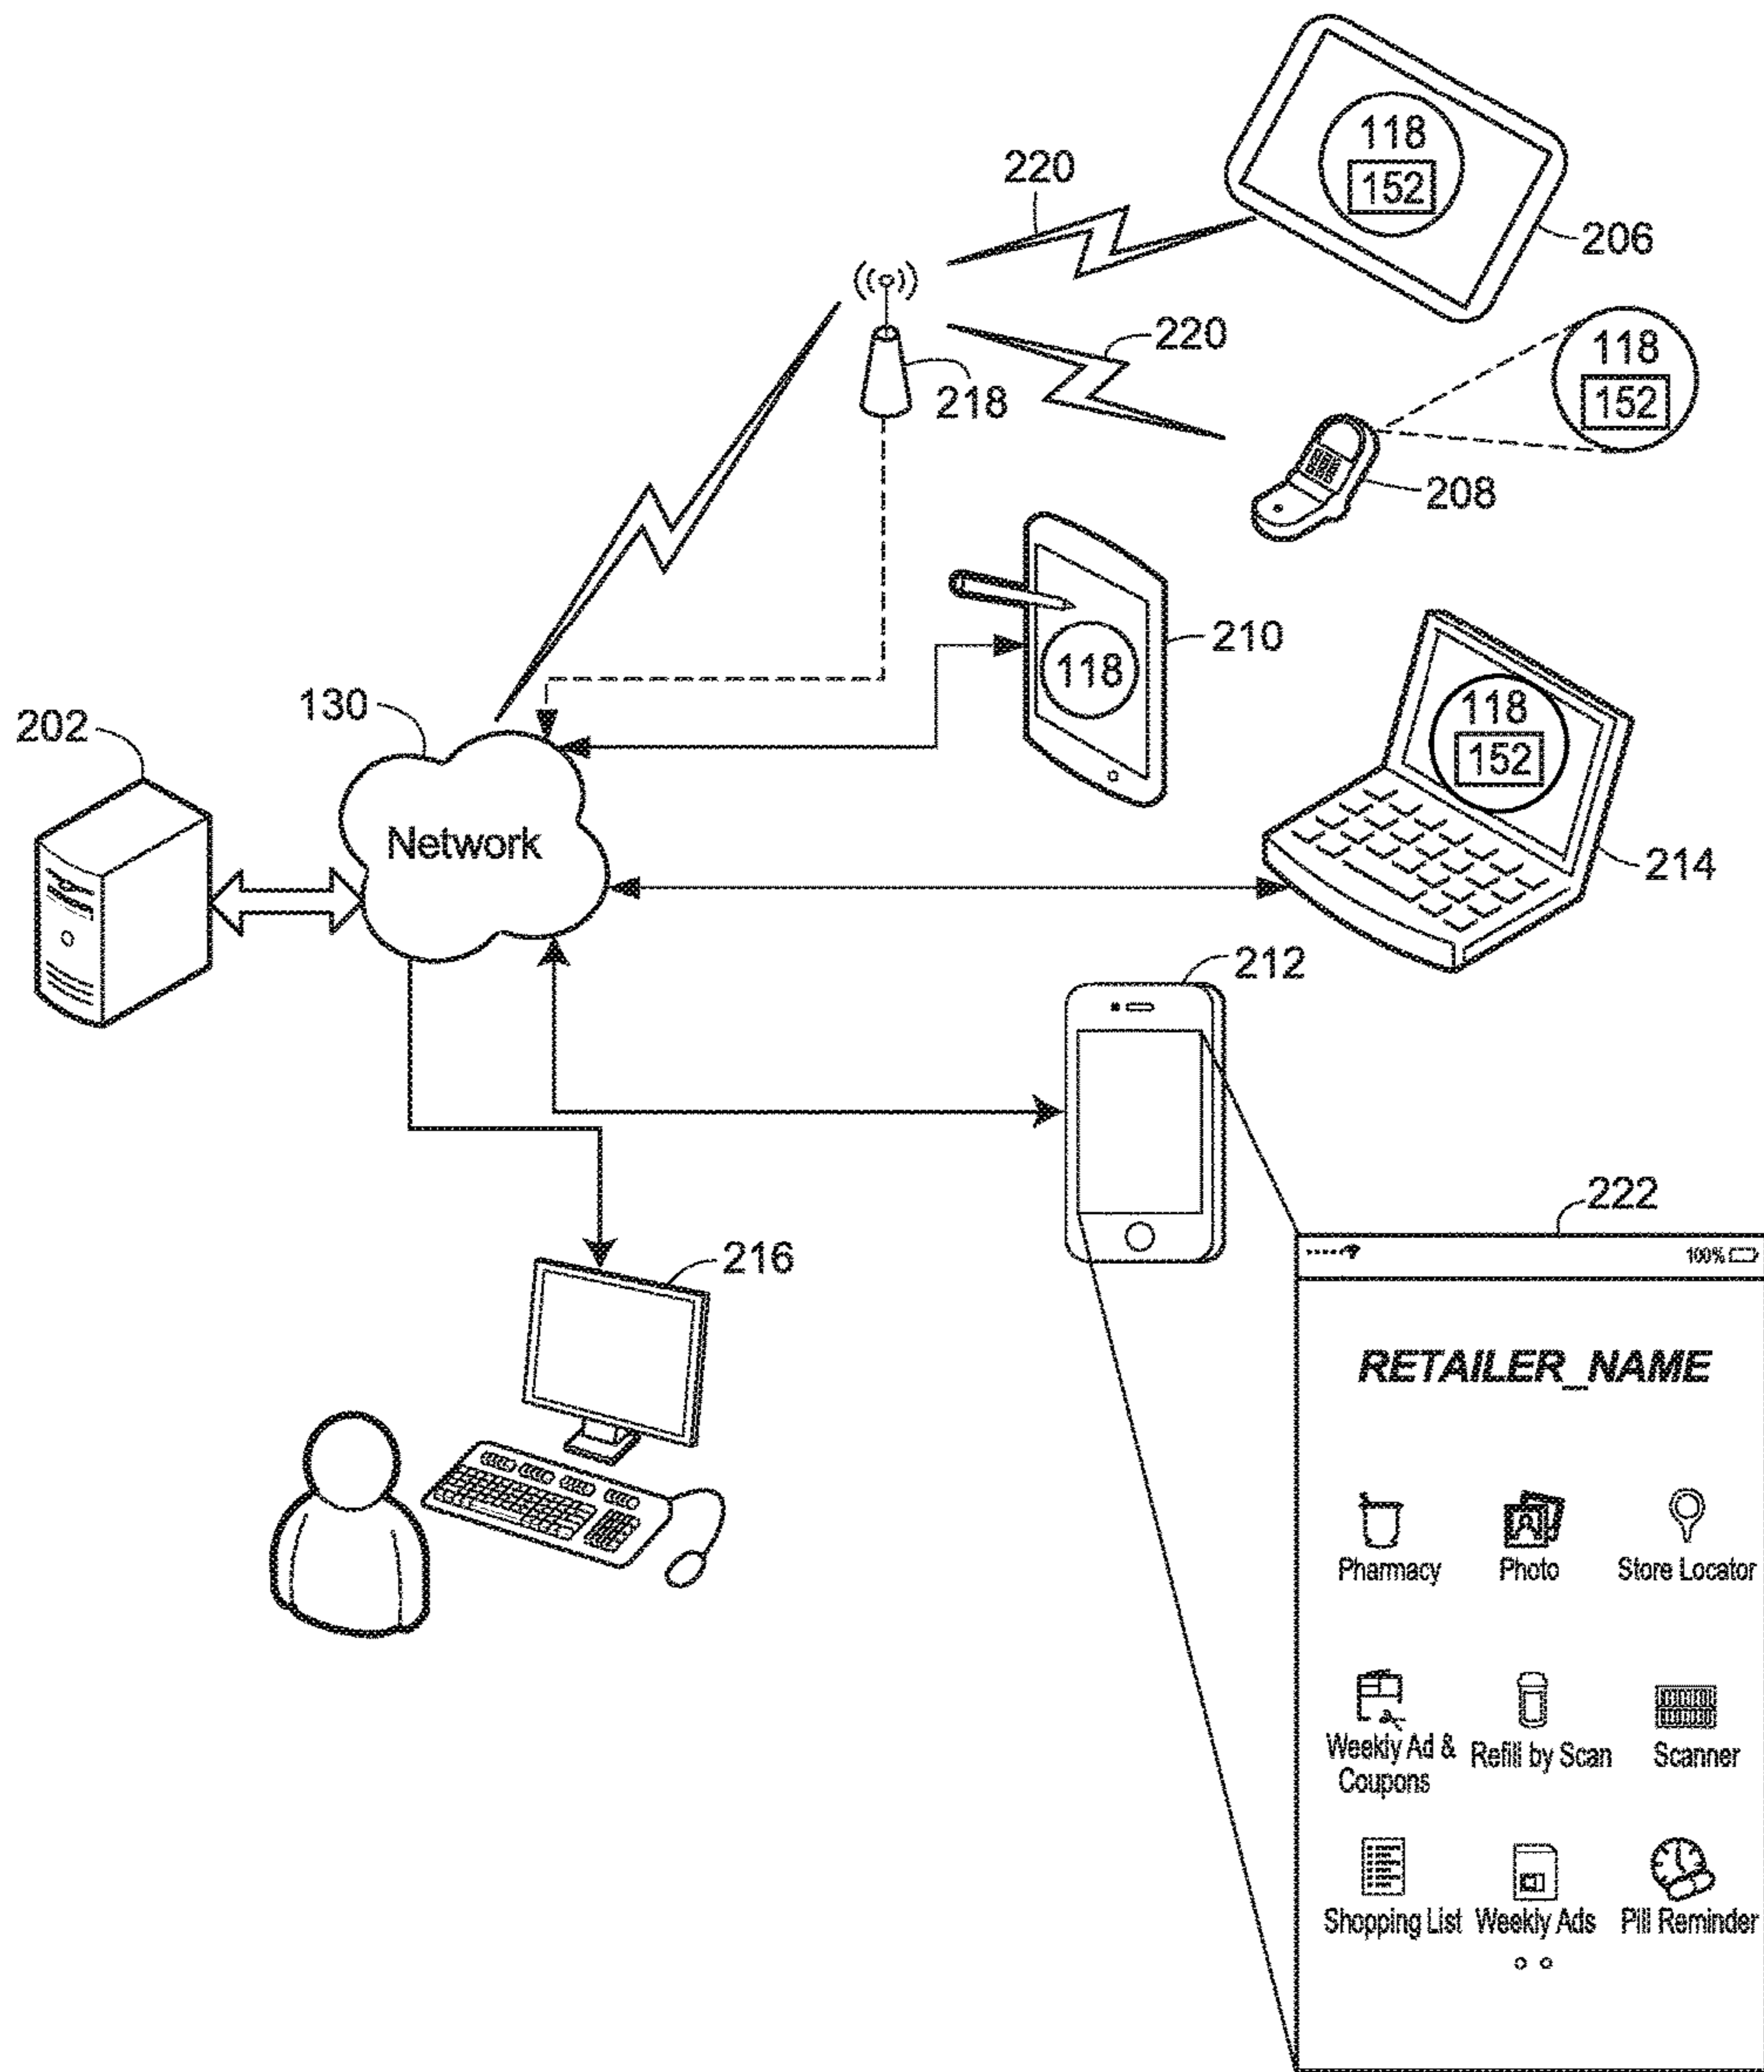 118
152
220
206
220
118
152
218
208
210
118
130
202
118
152
Network
214
212
222
216
100%
RETAILER_NAME
Pharmacy
Photo
Store Locator
Weekly Ad &
Coupons
Refill by Scan
Scanner
Shopping List
Weekly Ads
Pill Reminder